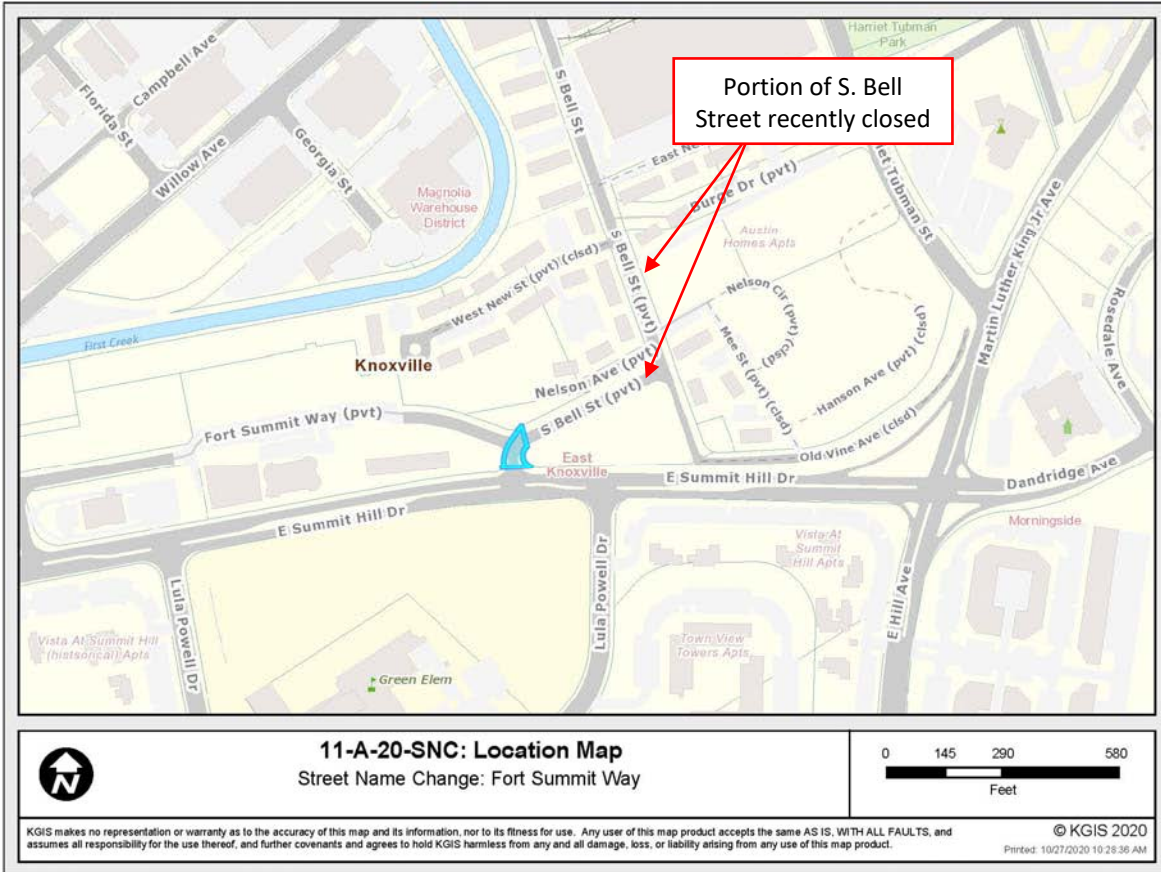 Harriet Tubman
Park
Portion of S. Bell
Street recently closed
Campbell Ave
Florida St
Willow Ave
Georgia St
S Bell St
Magnolia
Warehouse
District
Burge Dr (pvt)
Tubman St
Martin Luther King Jr Ave
Austin
Homes Apts
S Bell St (pvt)
West New St (pvt) (clsd)
Nelson Cir (pvt) (clsd)
Mee St (pvt) (clsd)
Hanson Ave (pvt) (clsd)
Rosedale Ave
First Creek
Knoxville
Nelson Ave (pvt)
S Bell St (pvt)
Fort Summit Way (pvt)
Old Vine Ave (clsd)
East
Knoxville
E Summit Hill Dr
Dandridge Ave
E Summit Hill Dr
Morningside
Vista At
Summit
Hill Apts
Lula Powell Dr
Lula Powell Dr
E Hill Ave
Vista At Summit Hill
(histsorical) Apts
Town View
Towers Apts
Green Elem
N
11-A-20-SNC: Location Map
Street Name Change: Fort Summit Way
0 145 290 580
Feet
KGIS makes no representation or warranty as to the accuracy of this map and its information, nor to its fitness for use. Any user of this map product accepts the same AS IS, WITH ALL FAULTS, and
assumes all responsibility for the use thereof, and further covenants and agrees to hold KGIS harmless from any and all damage, loss, or liability arising from any use of this map product.
© KGIS 2020
Printed: 10/27/2020 10:28:36 AM